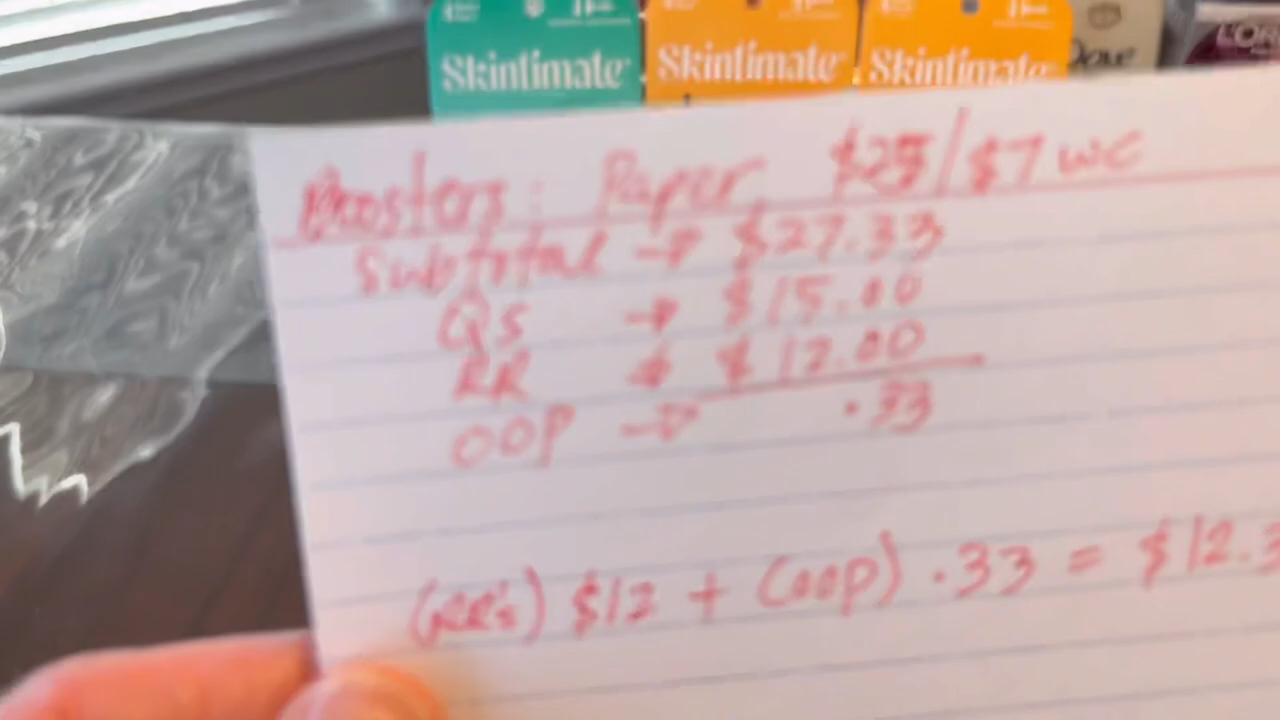 Skintimate Skintimate Skintimate Dove L'OR
Boosters: Paper, $25/$7 WC
Subtotal → $27.33
QS → $15.00
RR → $12.00
OOP → .33
(RR's) $12 + (OOP) .33 = $12.3